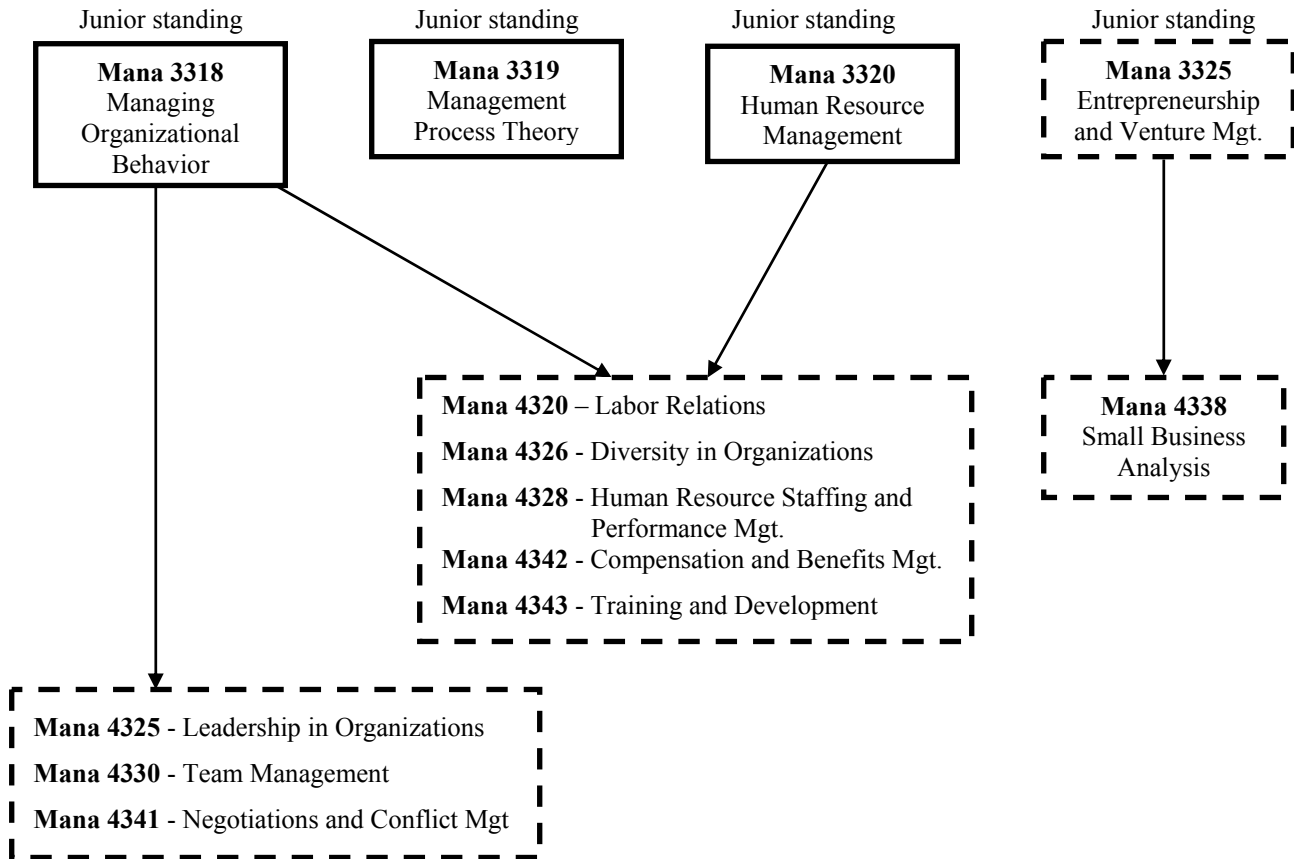 Junior standing
Mana 3318
Managing
Organizational
Behavior
Junior standing
Mana 3319
Management
Process Theory
Junior standing
Mana 3320
Human Resource
Management
Junior standing
Mana 3325
Entrepreneurship
and Venture Mgt.
Mana 4320 – Labor Relations
Mana 4326 - Diversity in Organizations
Mana 4328 - Human Resource Staffing and
Performance Mgt.
Mana 4342 - Compensation and Benefits Mgt.
Mana 4343 - Training and Development
Mana 4338
Small Business
Analysis
Mana 4325 - Leadership in Organizations
Mana 4330 - Team Management
Mana 4341 - Negotiations and Conflict Mgt